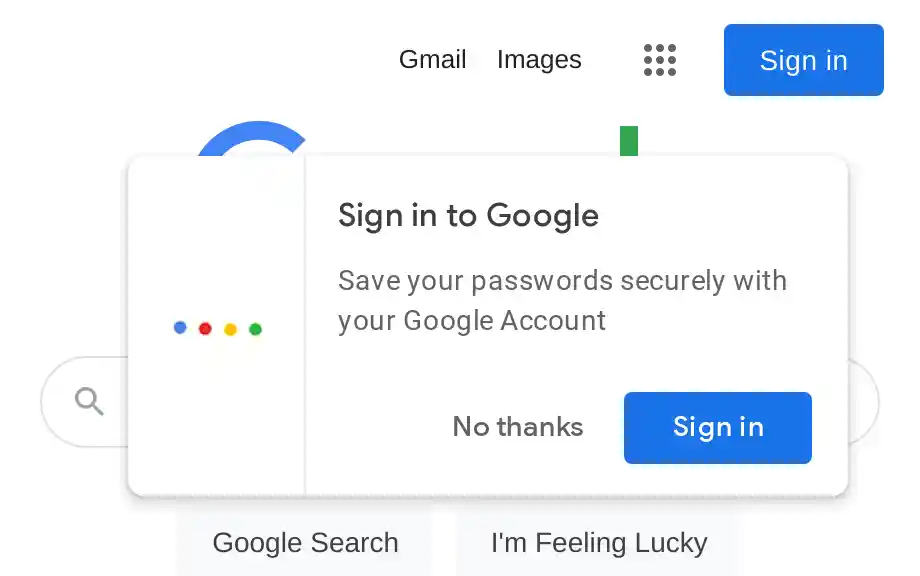 Gmail Images Sign in
Sign in to Google
Save your passwords securely with
your Google Account
No thanks Sign in
Google Search I'm Feeling Lucky